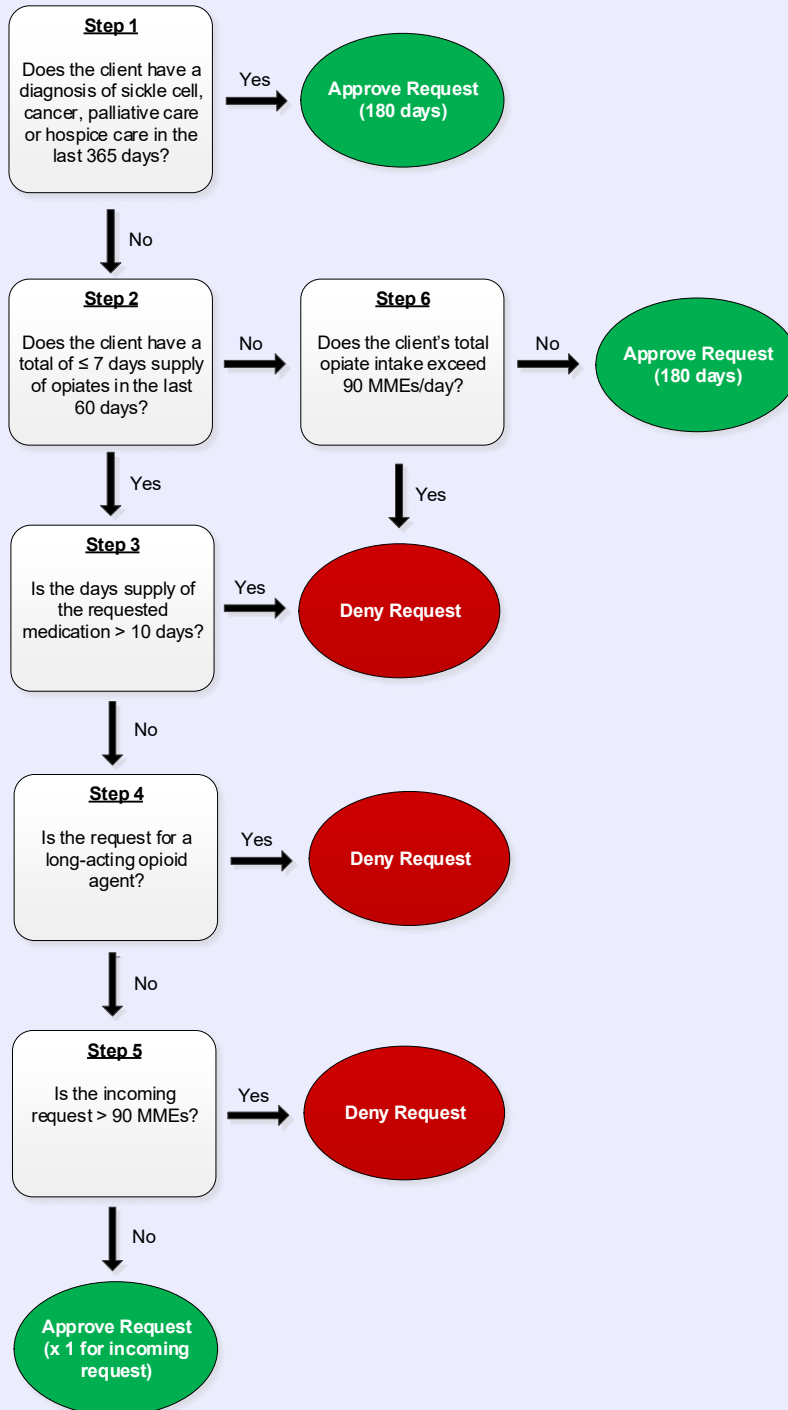 Step 1
Does the client have a
diagnosis of sickle cell,
cancer, palliative care
or hospice care in the
last 365 days?
Yes
Approve Request
(180 days)
No
Step 2
Does the client have a
total of ≤ 7 days supply
of opiates in the last
60 days?
No
Step 6
Does the client’s total
opiate intake exceed
90 MMEs/day?
No
Approve Request
(180 days)
Yes
Yes
Step 3
Is the days supply of
the requested
medication > 10 days?
Yes
Deny Request
No
Step 4
Is the request for a
long-acting opioid
agent?
Yes
Deny Request
No
Step 5
Is the incoming
request > 90 MMEs?
Yes
Deny Request
No
Approve Request
(x 1 for incoming
request)